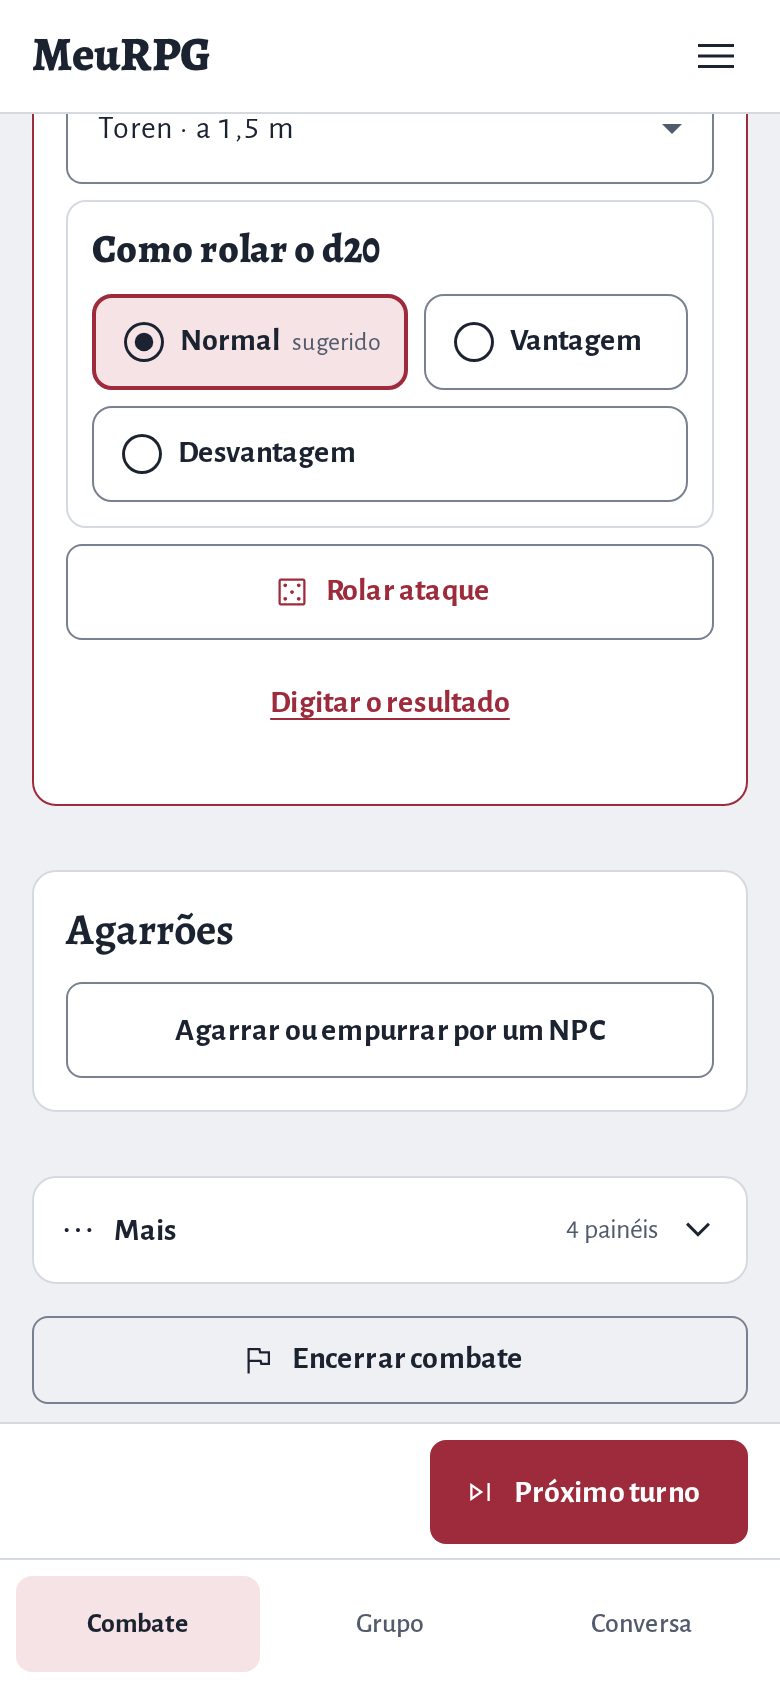 MeuRPG
Toren · a 1,5 m
Como rolar o d20
Normal sugerido
Vantagem
Desvantagem
Rolar ataque
Digitar o resultado
Agarrões
Agarrar ou empurrar por um NPC
Mais
4 painéis
Encerrar combate
Próximo turno
Combate
Grupo
Conversa